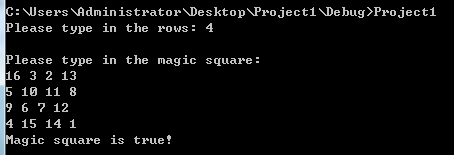 C:\Users\Administrator\Desktop\Project1\Debug>Project1
Please type in the rows: 4
Please type in the magic square:
16 3 2 13
5 10 11 8
9 6 7 12
4 15 14 1
Magic square is true!